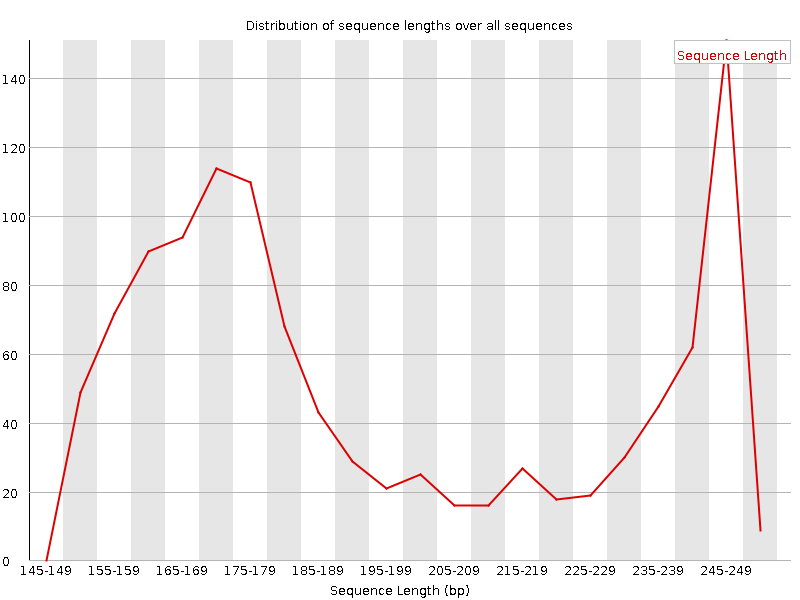 Distribution of sequence lengths over all sequences
Sequence Length
140
120
100
80
60
40
20
0
145-149 155-159 165-169 175-179 185-189 195-199 205-209 215-219 225-229 235-239 245-249
Sequence Length (bp)